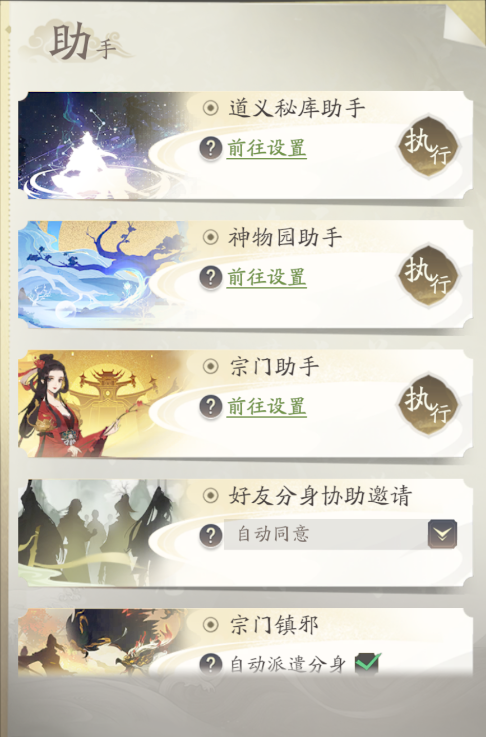 助手
道义秘库助手
?
前往设置
执行
神物园助手
?
前往设置
执行
宗门助手
?
前往设置
执行
好友分身协助邀请
?
自动同意
宗门镇邪
?
自动派遣分身